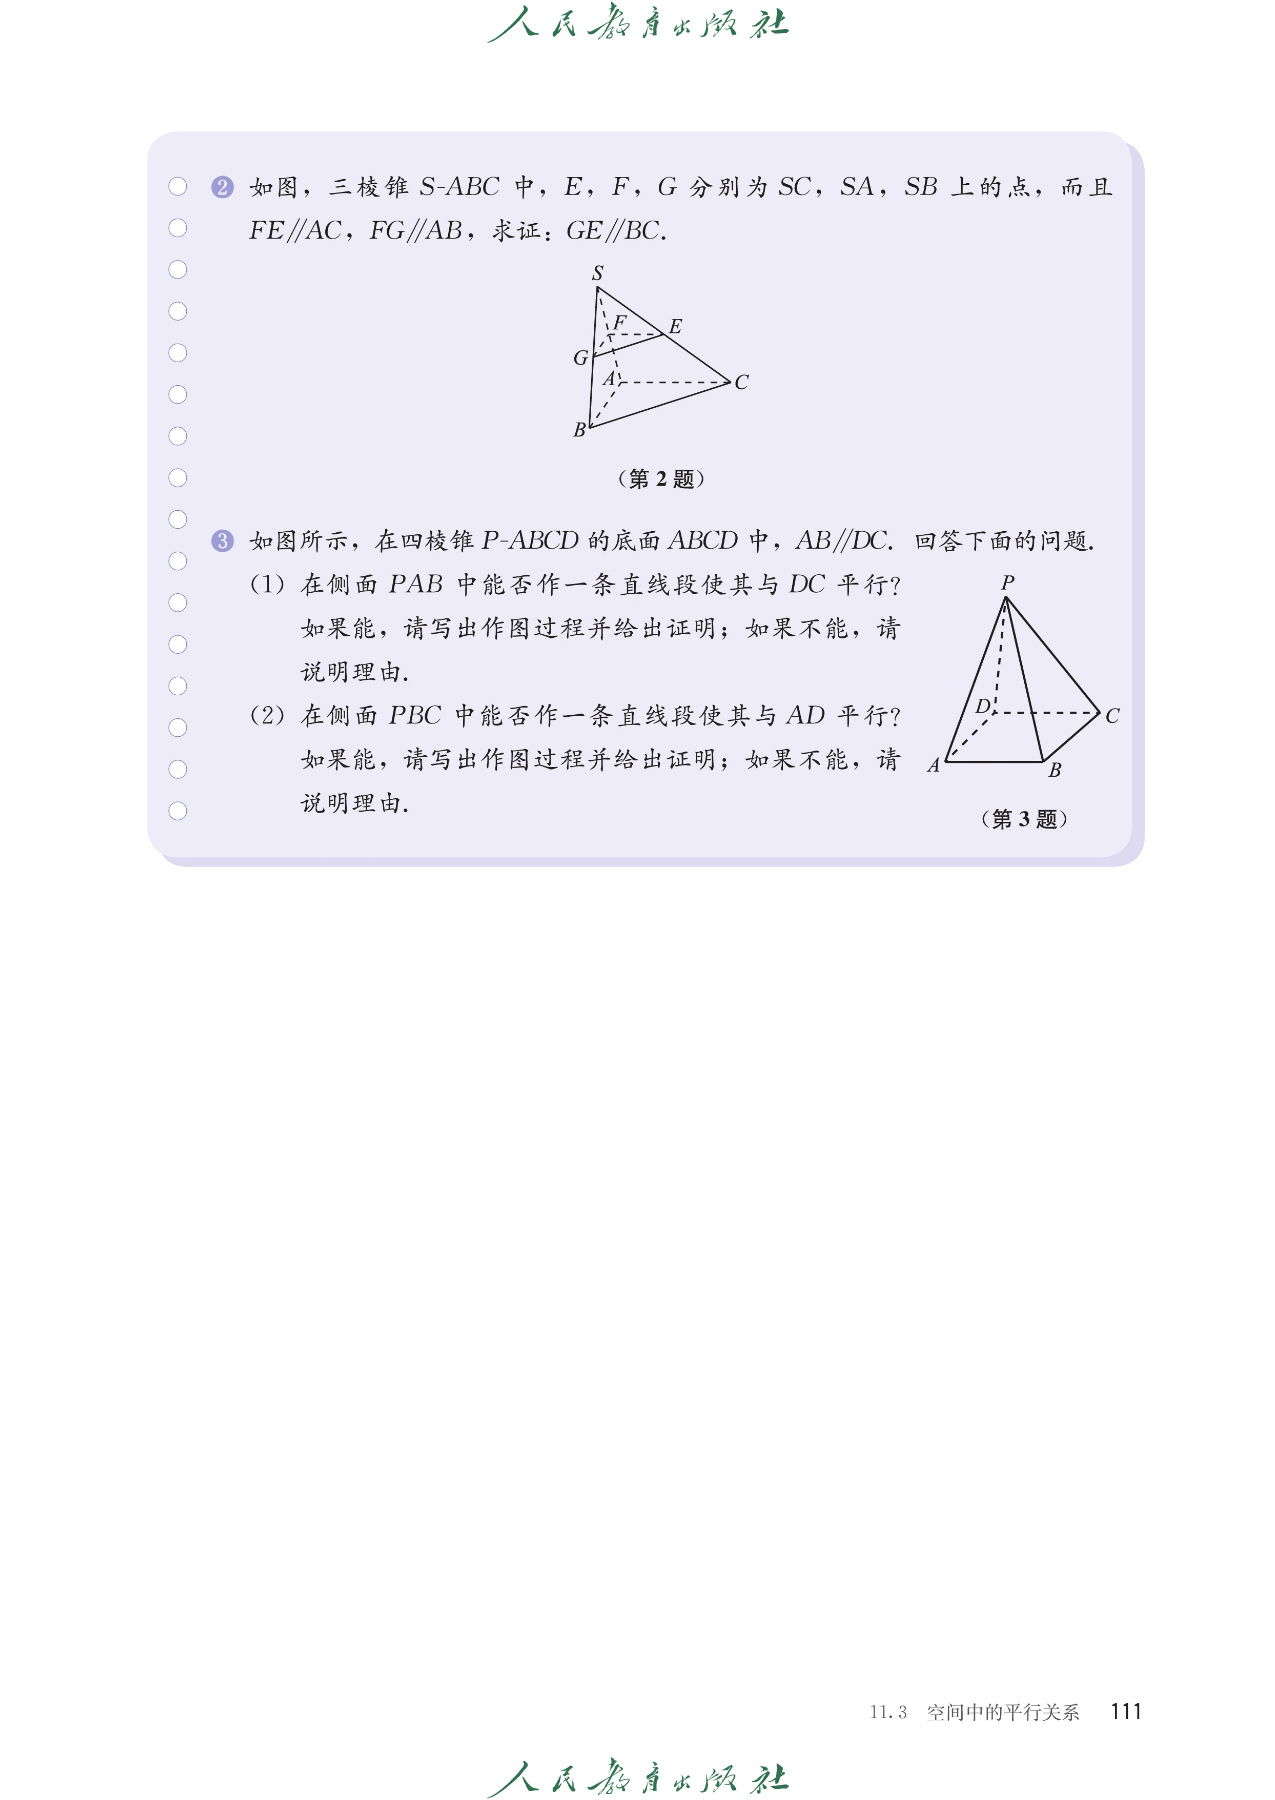 人民教育出版社
2 如图，三棱锥 S-ABC 中，E，F，G 分别为 SC，SA，SB 上的点，而且
FE∥AC，FG∥AB，求证：GE∥BC.
S
F
E
G
A
C
B
（第 2 题）
3 如图所示，在四棱锥 P-ABCD 的底面 ABCD 中，AB∥DC. 回答下面的问题.
（1）在侧面 PAB 中能否作一条直线段使其与 DC 平行？
如果能，请写出作图过程并给出证明；如果不能，请
说明理由.
（2）在侧面 PBC 中能否作一条直线段使其与 AD 平行？
如果能，请写出作图过程并给出证明；如果不能，请
说明理由.
P
D
C
A
B
（第 3 题）
11.3 空间中的平行关系 111
人民教育出版社